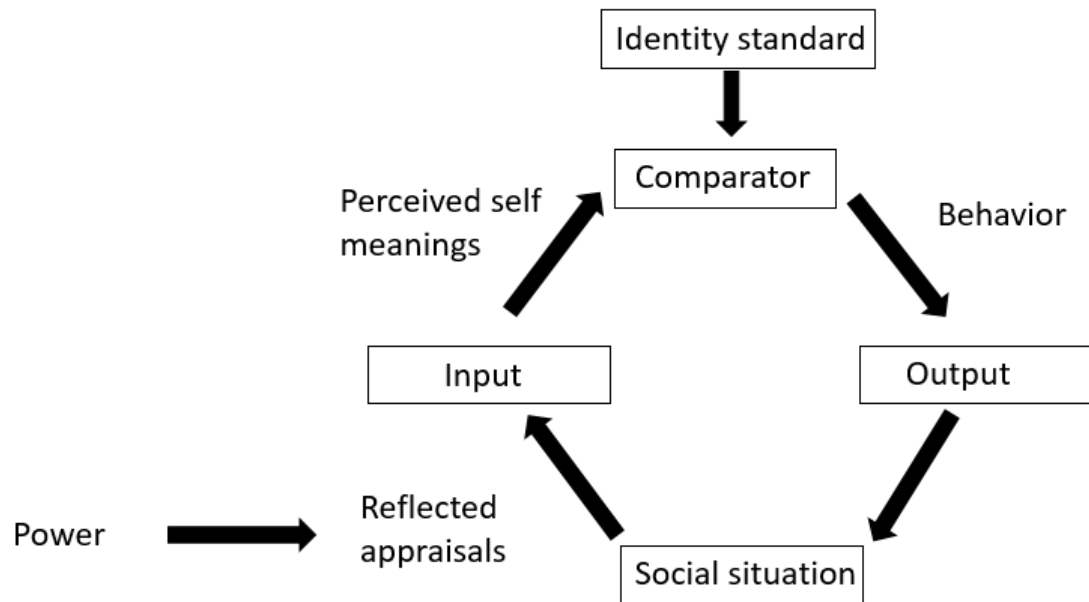 Identity standard
Comparator
Perceived self
meanings
Behavior
Input
Output
Power
Reflected
appraisals
Social situation